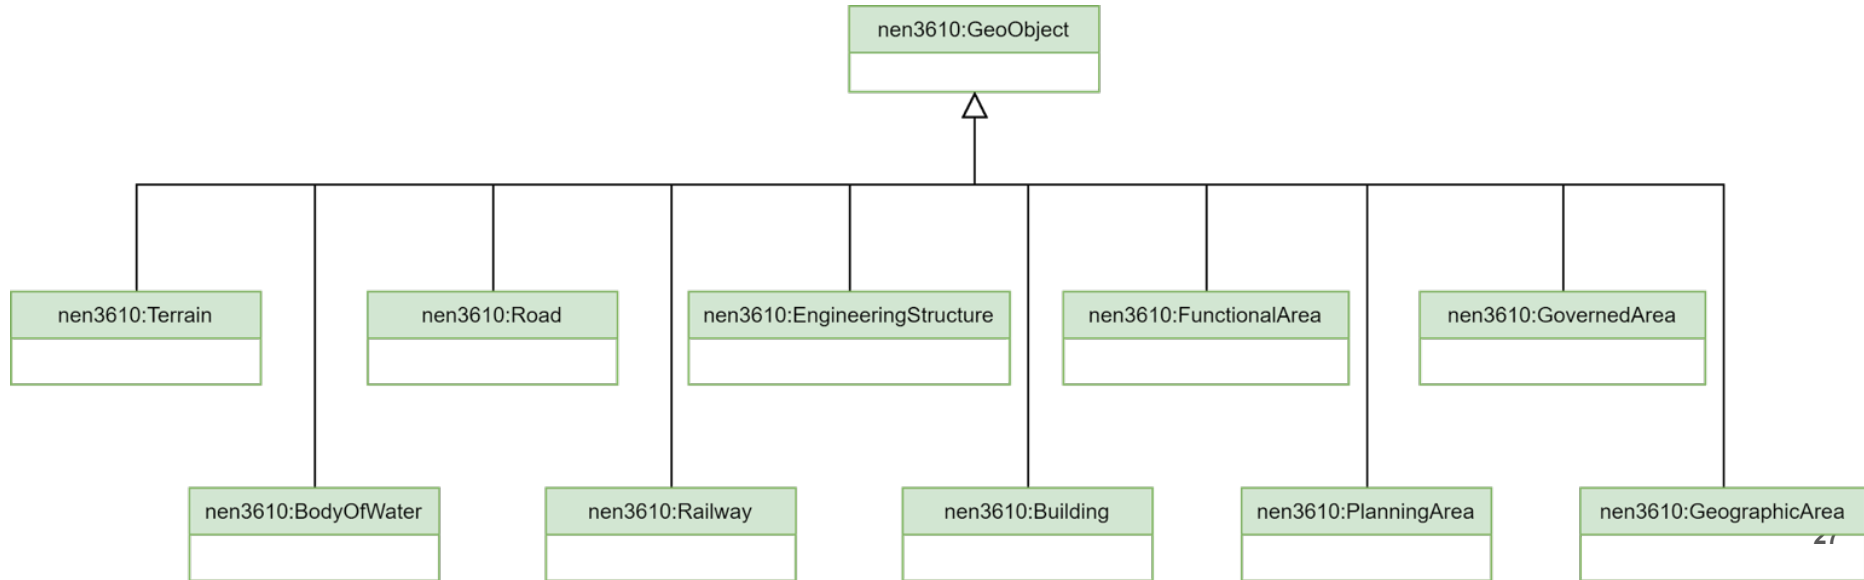 nen3610:GeoObject
nen3610:Terrain
nen3610:Road
nen3610:EngineeringStructure
nen3610:FunctionalArea
nen3610:GovernedArea
nen3610:BodyOfWater
nen3610:Railway
nen3610:Building
nen3610:PlanningArea
nen3610:GeographicArea
27